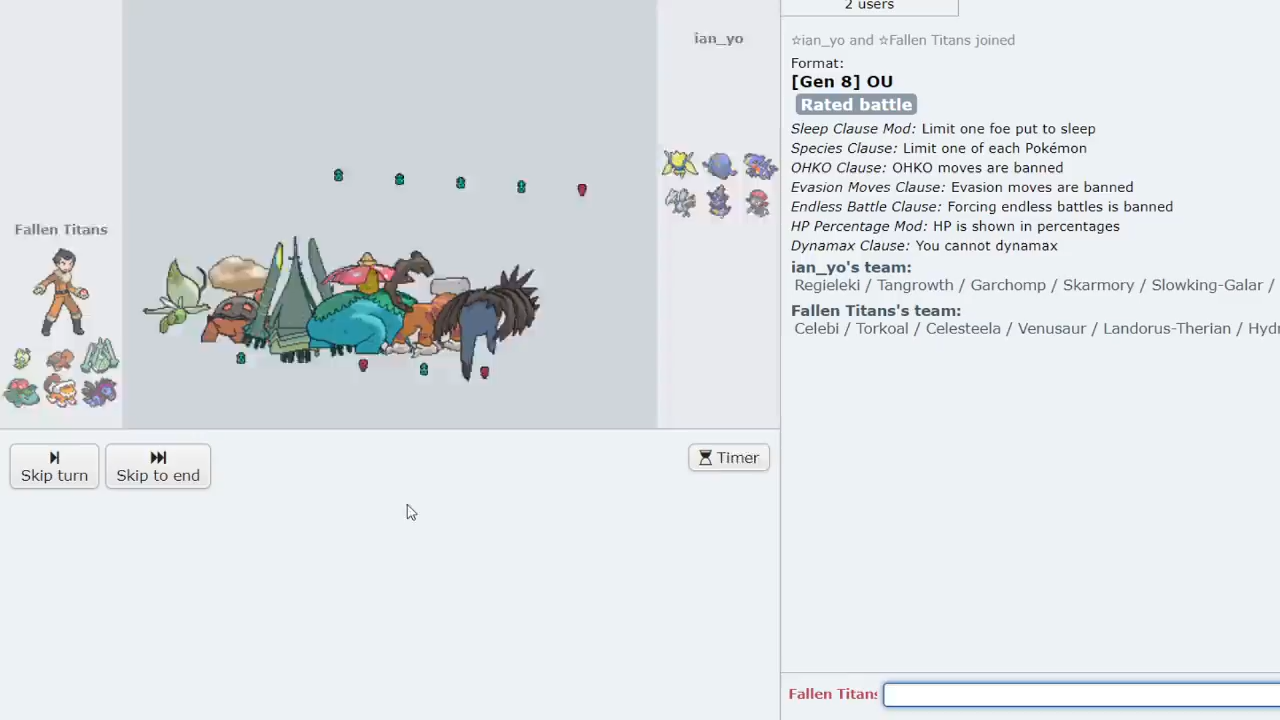 2 users
ian_yo
Fallen Titans
☆ian_yo and ☆Fallen Titans joined
Format:
[Gen 8] OU
Rated battle
Sleep Clause Mod: Limit one foe put to sleep
Species Clause: Limit one of each Pokémon
OHKO Clause: OHKO moves are banned
Evasion Moves Clause: Evasion moves are banned
Endless Battle Clause: Forcing endless battles is banned
HP Percentage Mod: HP is shown in percentages
Dynamax Clause: You cannot dynamax
ian_yo's team:
Regieleki / Tangrowth / Garchomp / Skarmory / Slowking-Galar /
Fallen Titans's team:
Celebi / Torkoal / Celesteela / Venusaur / Landorus-Therian / Hyd
Skip turn
Skip to end
Timer
Fallen Titans